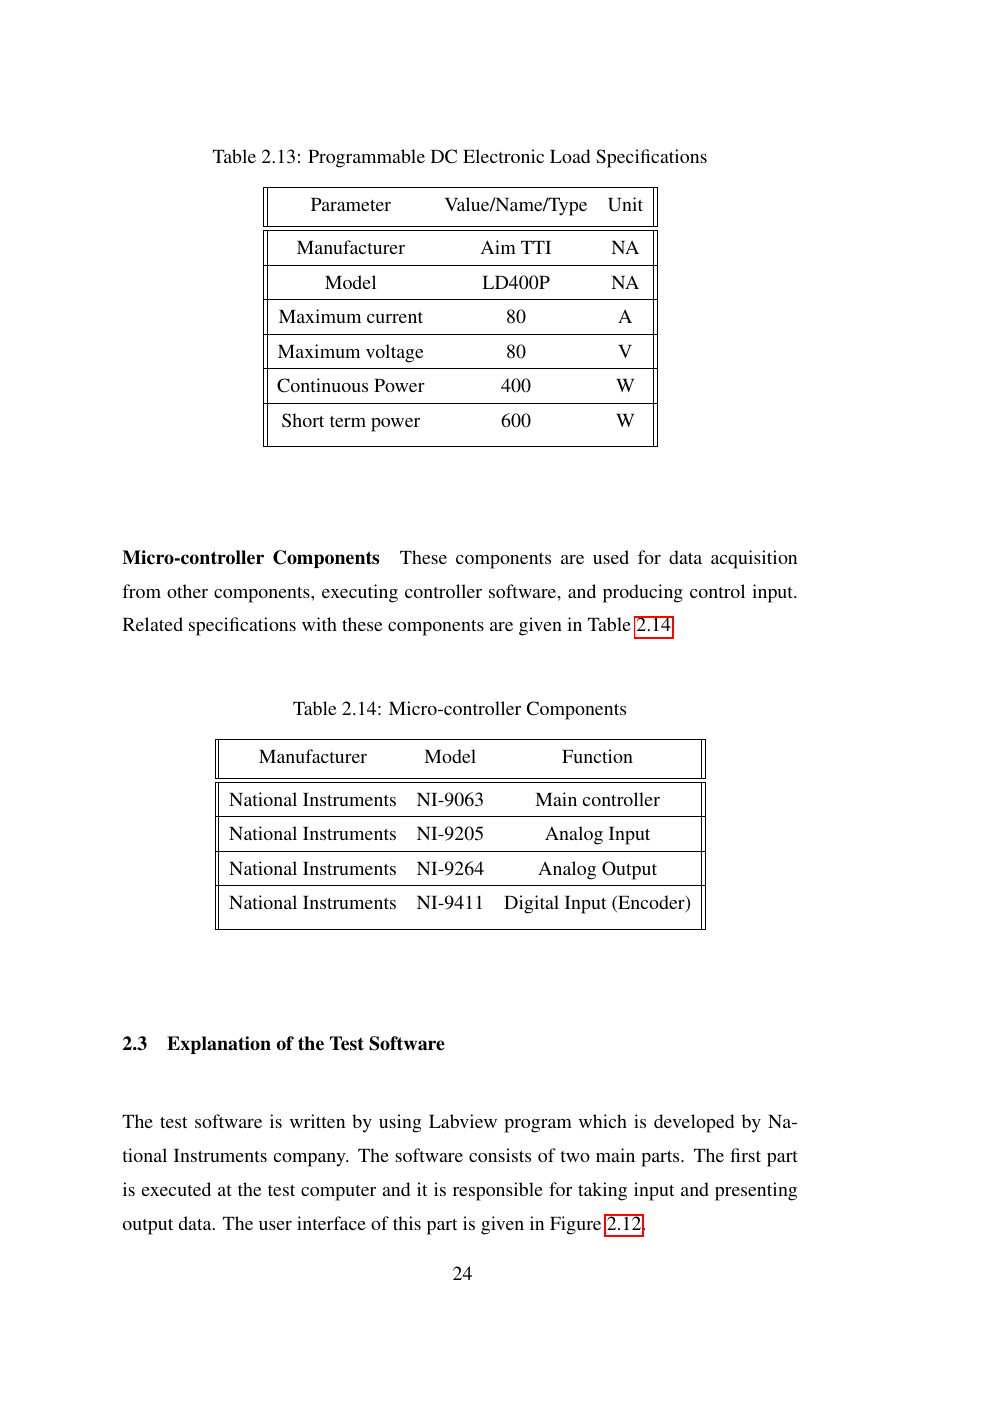 Table 2.13: Programmable DC Electronic Load Specifications
Parameter Value/Name/Type Unit
Manufacturer Aim TTI NA
Model LD400P NA
Maximum current 80 A
Maximum voltage 80 V
Continuous Power 400 W
Short term power 600 W
Micro-controller Components These components are used for data acquisition
from other components, executing controller software, and producing control input.
Related specifications with these components are given in Table 2.14
Table 2.14: Micro-controller Components
Manufacturer Model Function
National Instruments NI-9063 Main controller
National Instruments NI-9205 Analog Input
National Instruments NI-9264 Analog Output
National Instruments NI-9411 Digital Input (Encoder)
2.3 Explanation of the Test Software
The test software is written by using Labview program which is developed by Na-
tional Instruments company. The software consists of two main parts. The first part
is executed at the test computer and it is responsible for taking input and presenting
output data. The user interface of this part is given in Figure 2.12.
24